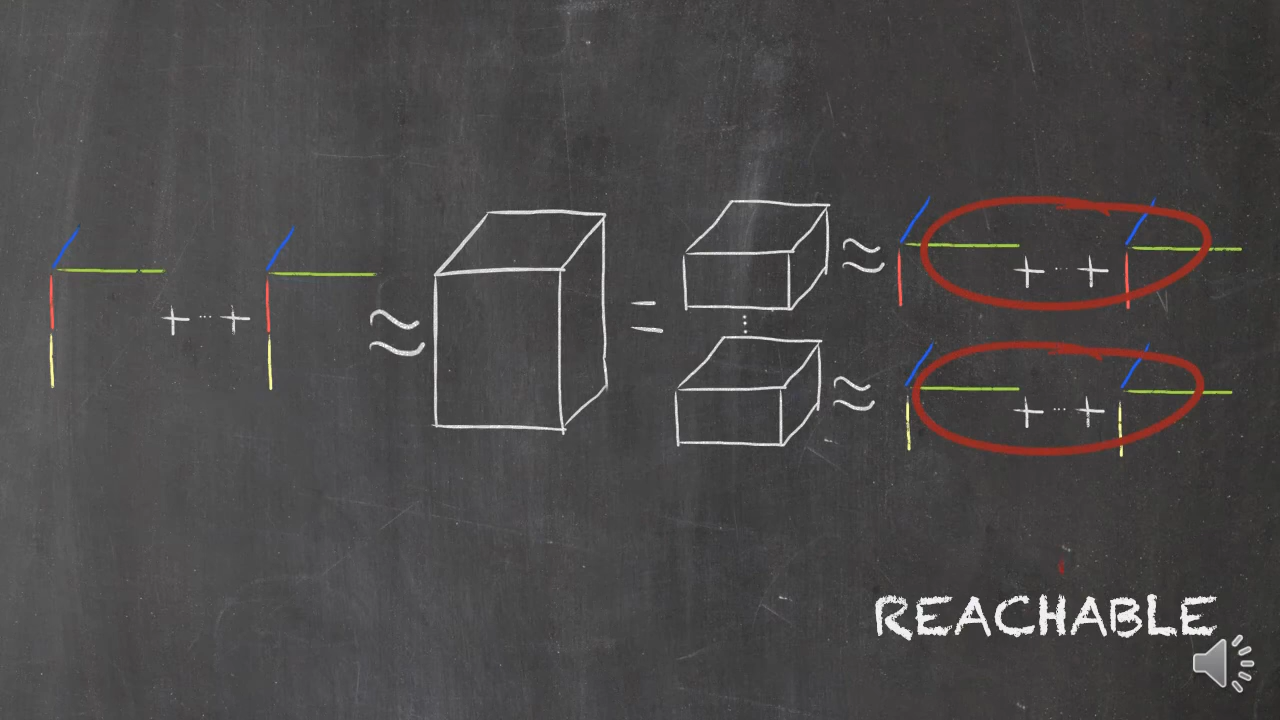 + ... + ≈ = ≈ + ... +
⋮
≈ + ... +
REACHABLE